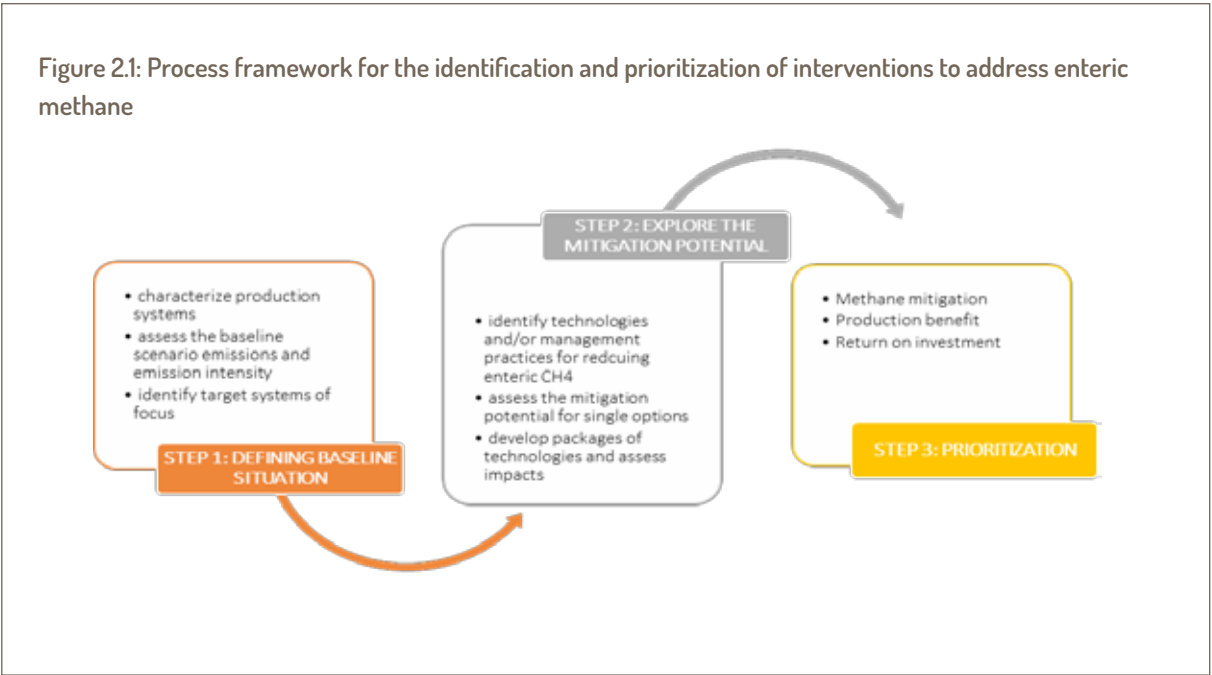 Figure 2.1: Process framework for the identification and prioritization of interventions to address enteric
methane
• characterize production
systems
• assess the baseline
scenario emissions and
emission intensity
• identify target systems of
focus
STEP 1: DEFINING BASELINE
SITUATION
STEP 2: EXPLORE THE
MITIGATION POTENTIAL
• identify technologies
and/or management
practices for redcuing
enteric CH4
• assess the mitigation
potential for single options
• develop packages of
technologies and assess
impacts
• Methane mitigation
• Production benefit
• Return on investment
STEP 3: PRIORITIZATION